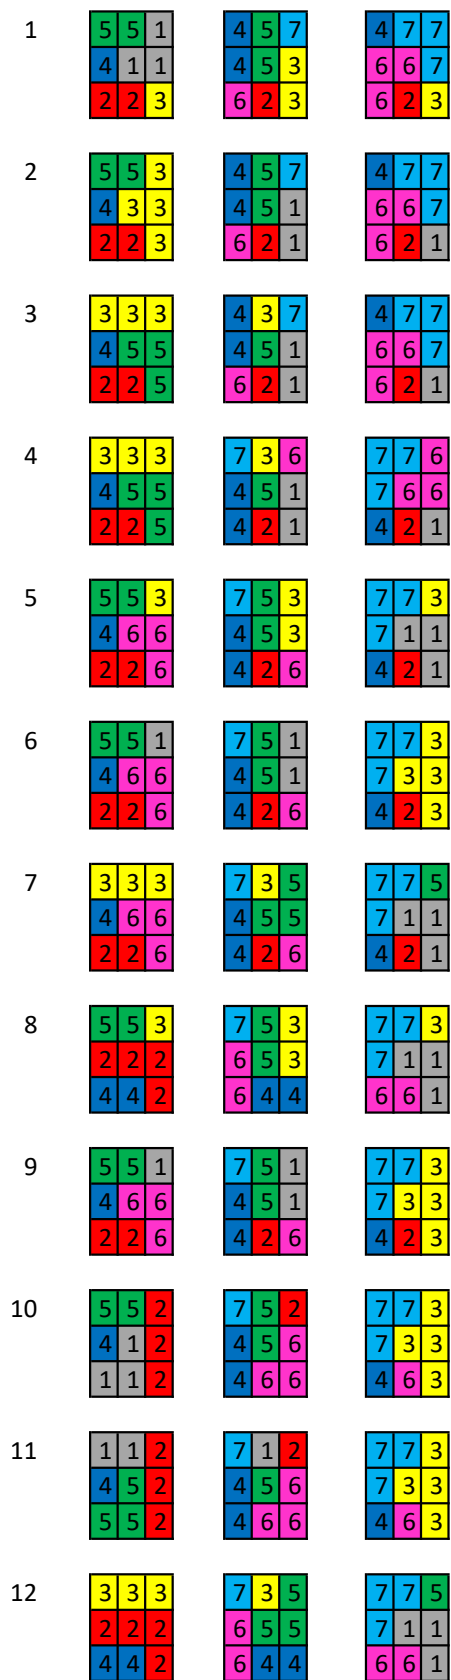 1 5 5 1 4 5 7 4 7 7
4 1 1 4 5 3 6 6 7
2 2 3 6 2 3 6 2 3
2 5 5 3 4 5 7 4 7 7
4 3 3 4 5 1 6 6 7
2 2 3 6 2 1 6 2 1
3 3 3 3 4 3 7 4 7 7
4 5 5 4 5 1 6 6 7
2 2 5 6 2 1 6 2 1
4 3 3 3 7 3 6 7 7 6
4 5 5 4 5 1 7 6 6
2 2 5 4 2 1 4 2 1
5 5 5 3 7 5 3 7 7 3
4 6 6 4 5 3 7 1 1
2 2 6 4 2 6 4 2 1
6 5 5 1 7 5 1 7 7 3
4 6 6 4 5 1 7 3 3
2 2 6 4 2 6 4 2 3
7 3 3 3 7 3 5 7 7 5
4 6 6 4 5 5 7 1 1
2 2 6 4 2 6 4 2 1
8 5 5 3 7 5 3 7 7 3
2 2 2 6 5 3 7 1 1
4 4 2 6 4 4 6 6 1
9 5 5 1 7 5 1 7 7 3
4 6 6 4 5 1 7 3 3
2 2 6 4 2 6 4 2 3
10 5 5 2 7 5 2 7 7 3
4 1 2 4 5 6 7 3 3
1 1 2 4 6 6 4 6 3
11 1 1 2 7 1 2 7 7 3
4 5 2 4 5 6 7 3 3
5 5 2 4 6 6 4 6 3
12 3 3 3 7 3 5 7 7 5
2 2 2 6 5 5 7 1 1
4 4 2 6 4 4 6 6 1